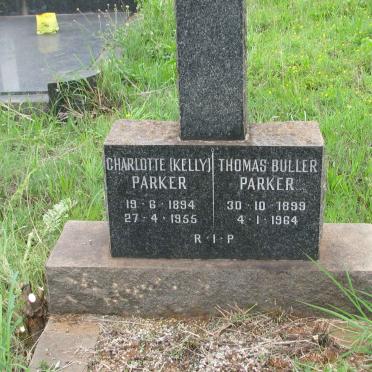 CHARLOTTE (KELLY)
PARKER
19 · 6 · 1894
27 · 4 · 1955
THOMAS BULLER
PARKER
30 · 10 · 1899
4 · 1 · 1964
R · I · P